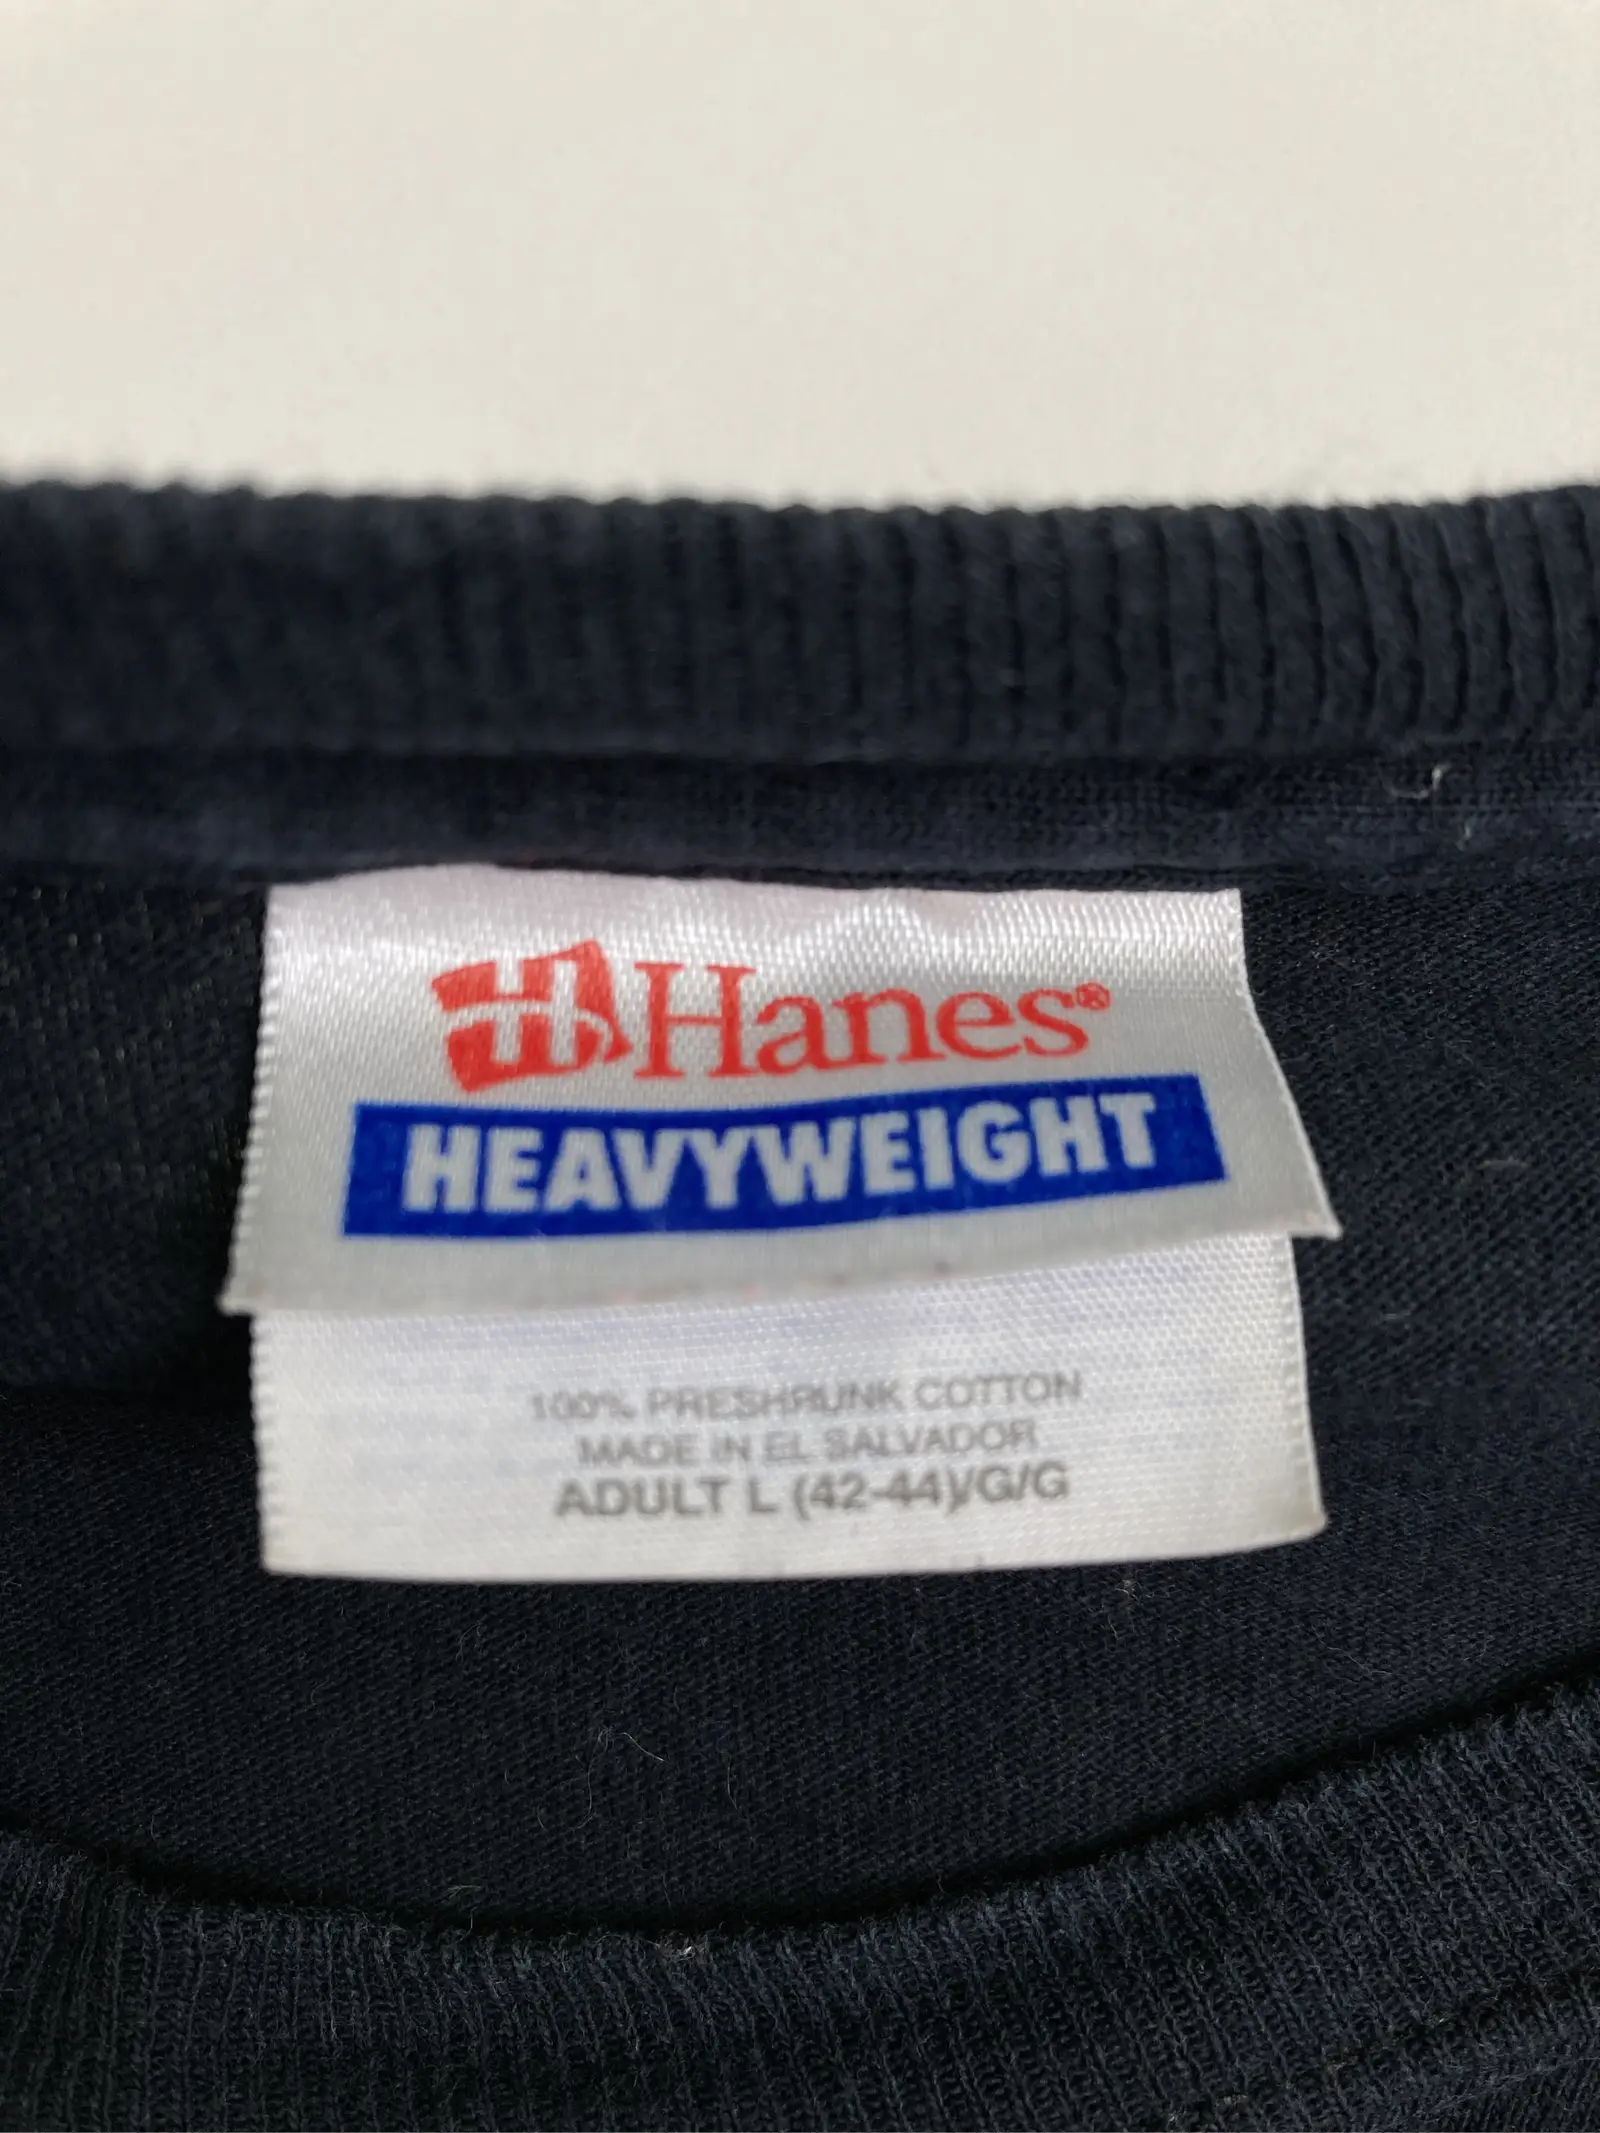 H Hanes®
HEAVYWEIGHT
100% PRESHRUNK COTTON
MADE IN EL SALVADOR
ADULT L (42-44)/G/G